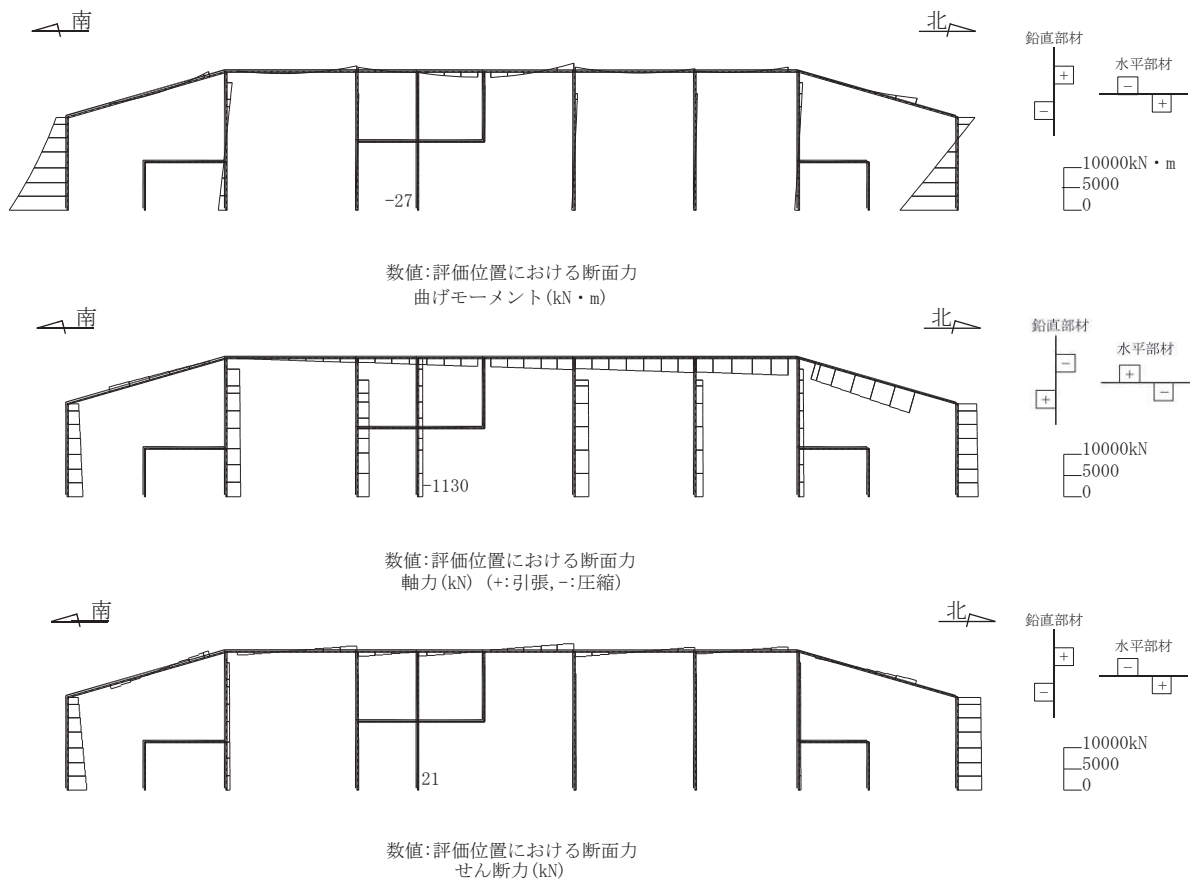 南
北
鉛直部材
+
−
水平部材
−
+
10000kN・m
5000
0
-27
数値:評価位置における断面力
曲げモーメント(kN・m)
南
北
鉛直部材
−
+
水平部材
+
−
10000kN
5000
0
-1130
数値:評価位置における断面力
軸力(kN) (+:引張,-:圧縮)
南
北
鉛直部材
+
−
水平部材
−
+
10000kN
5000
0
21
数値:評価位置における断面力
せん断力(kN)